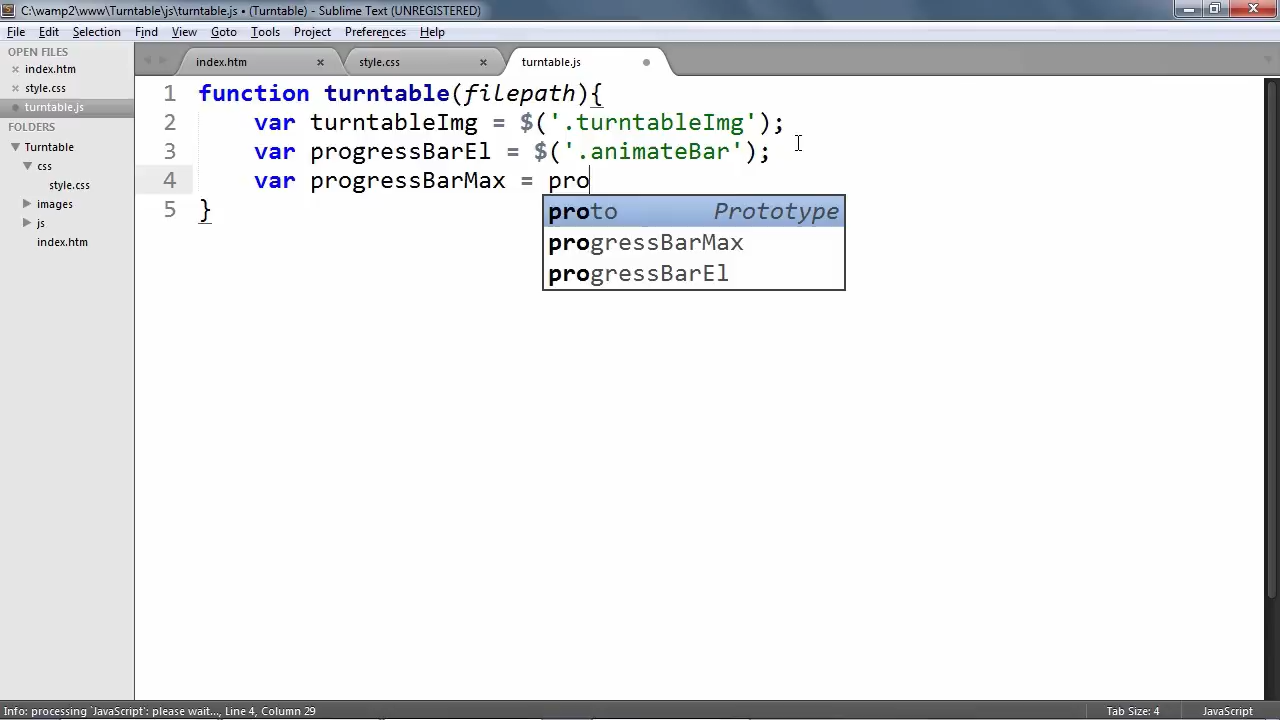 C:\wamp2\www\Turntable\js\turntable.js • (Turntable) - Sublime Text (UNREGISTERED)
File Edit Selection Find View Goto Tools Project Preferences Help
OPEN FILES
index.htm
style.css
turntable.js
FOLDERS
Turntable
css
style.css
images
js
index.htm
index.htm style.css turntable.js
1 function turntable(filepath){
2 var turntableImg = $('.turntableImg');
3 var progressBarEl = $('.animateBar');
4 var progressBarMax = pro
5 }
proto Prototype
progressBarMax
progressBarEl
Info: processing `JavaScript`: please wait..., Line 4, Column 29 Tab Size: 4 JavaScript